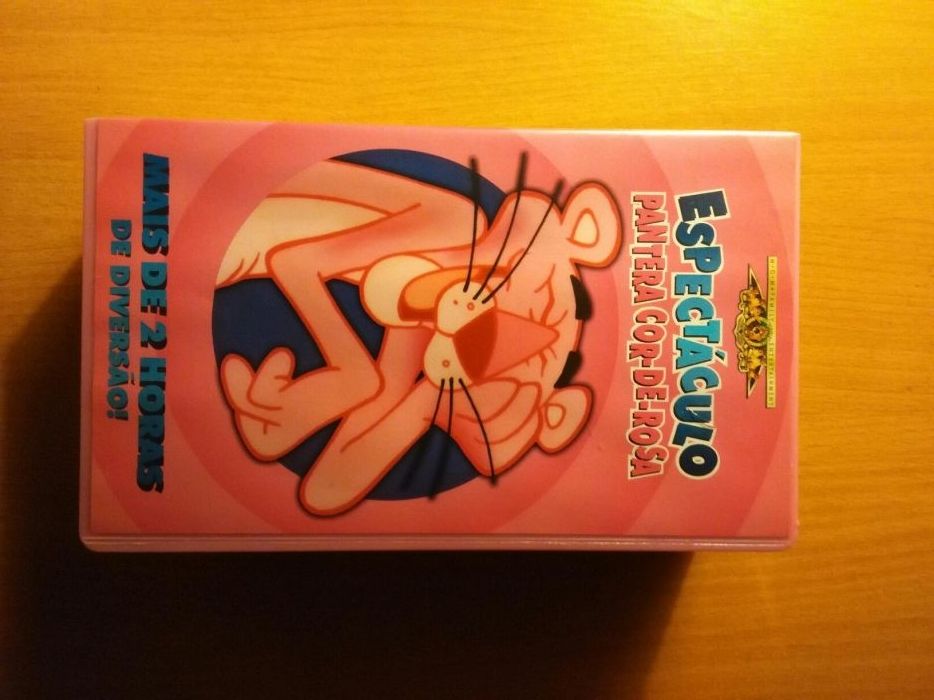 ESPECTÁCULO
PANTERA COR-DE-ROSA
MAIS DE 2 HORAS
DE DIVERSÃO!